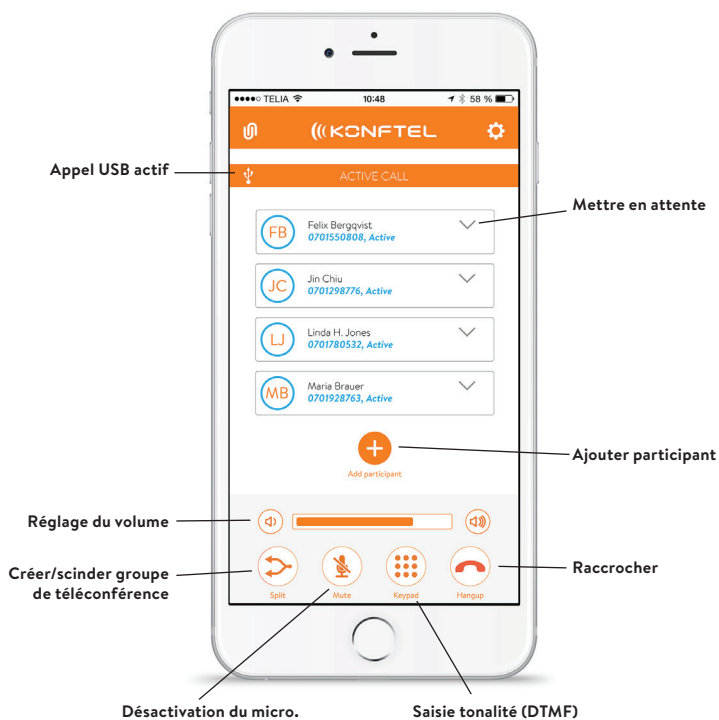 ●●●●○ TELIA 10:48 58 %
KONFTEL
Appel USB actif
ACTIVE CALL
Mettre en attente
FB
Felix Bergqvist
0701550808, Active
JC
Jin Chiu
0701298776, Active
LJ
Linda H. Jones
0701780532, Active
MB
Maria Brauer
0701928763, Active
Add participant
Ajouter participant
Réglage du volume
Créer/scinder groupe
de téléconférence
Raccrocher
Split Mute Keypad Hangup
Désactivation du micro.
Saisie tonalité (DTMF)